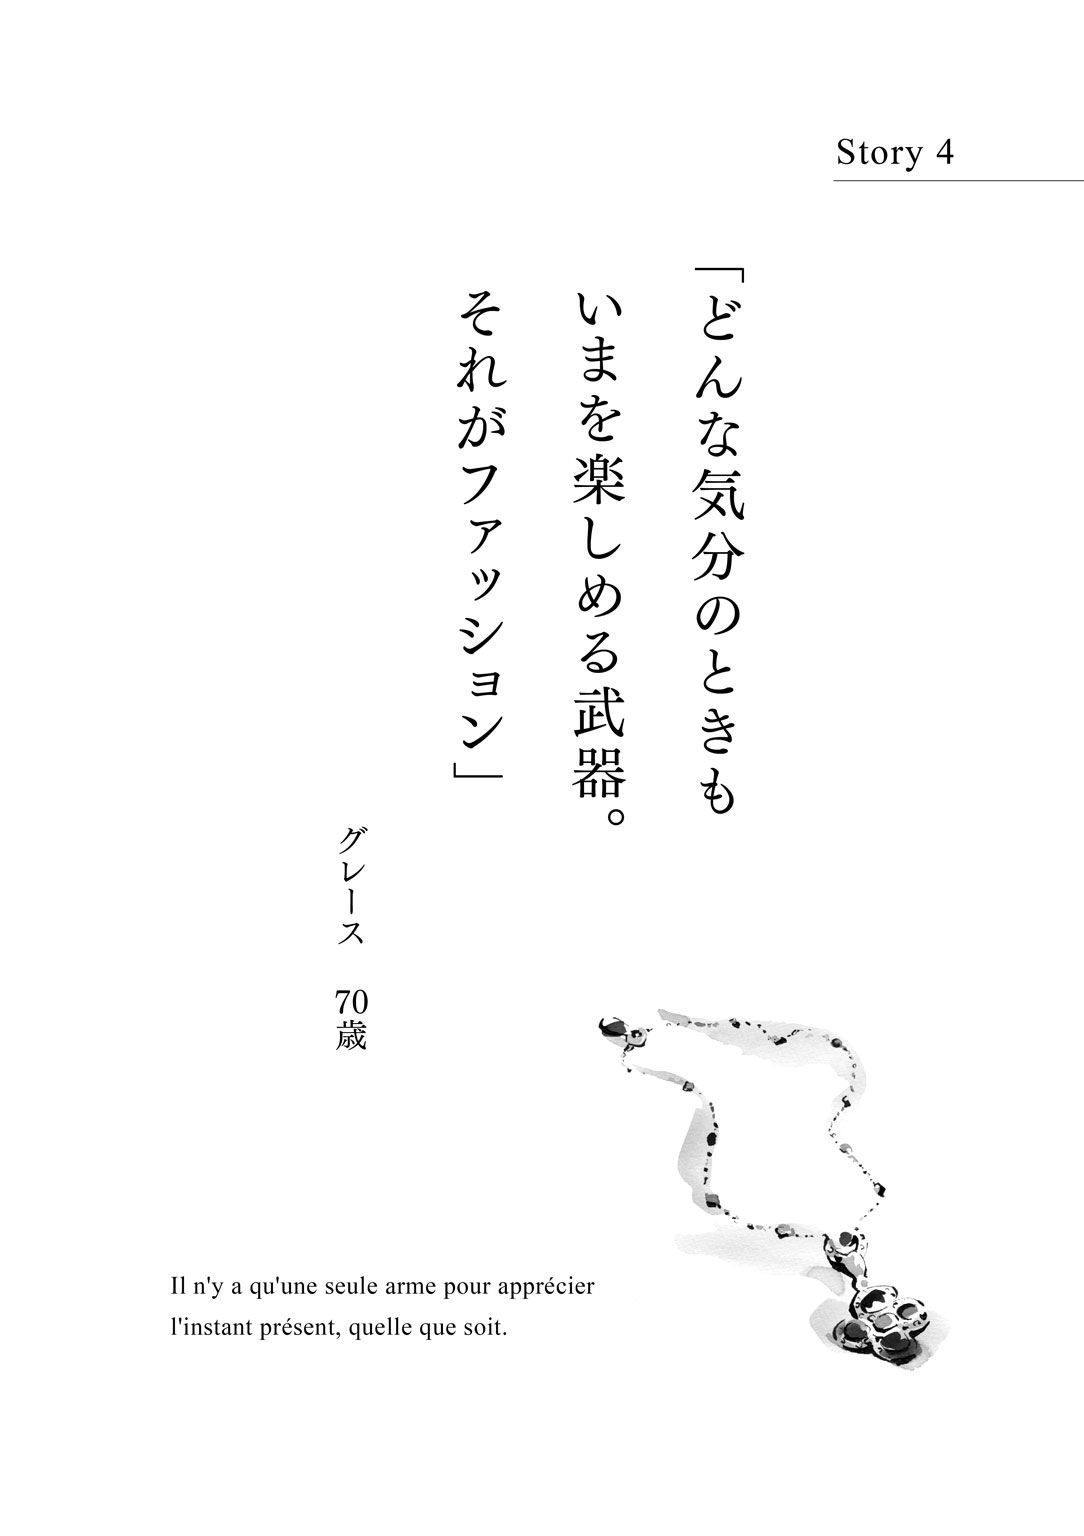 Story 4
「どんな気分のときも
いまを楽しめる武器。
それがファッション」
グレース　70歳
Il n'y a qu'une seule arme pour apprécier
l'instant présent, quelle que soit.